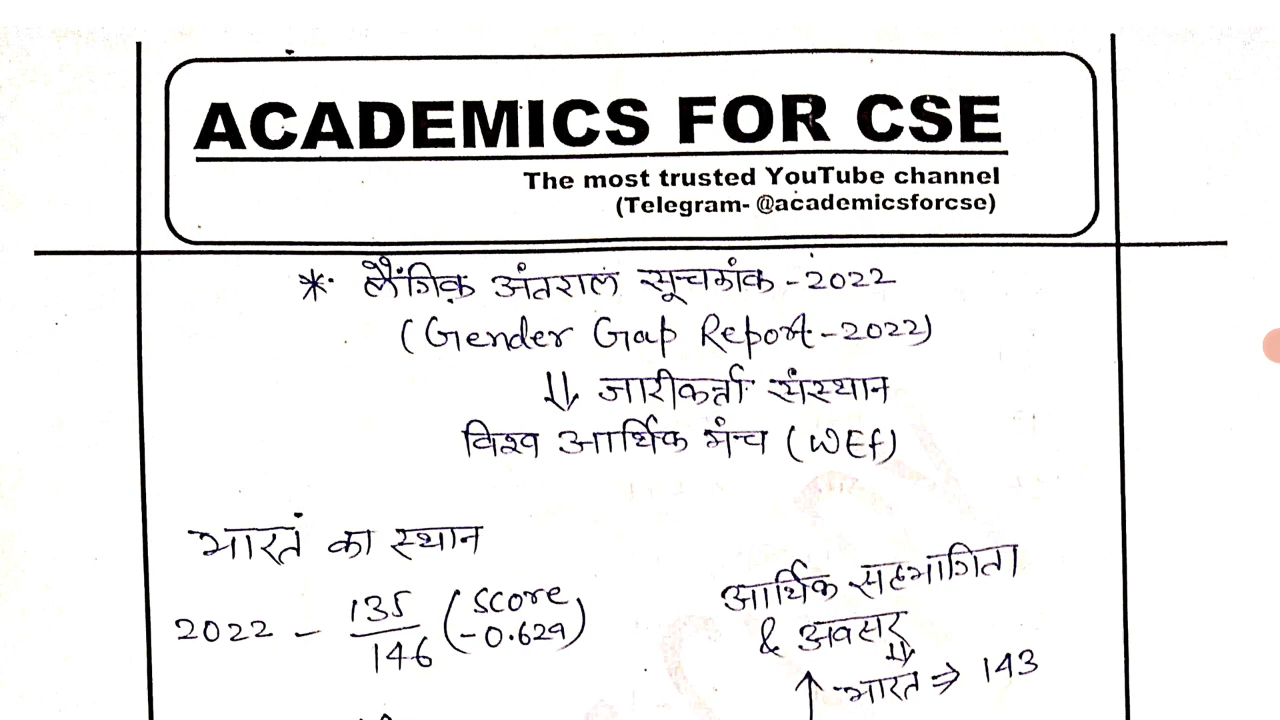 ACADEMICS FOR CSE
The most trusted YouTube channel
(Telegram- @academicsforcse)
*. लैंगिक अंतराल सूचकांक - 2022
(Gender Gap Report - 2022)
⇓ जारीकर्ता संस्थान
विश्व आर्थिक मंच (WEf)
भारत का स्थान
2022 - 135/146 (Score - 0.629)
आर्थिक सहभागिता
& अवसर
⇓
↑ भारत ⇒ 143